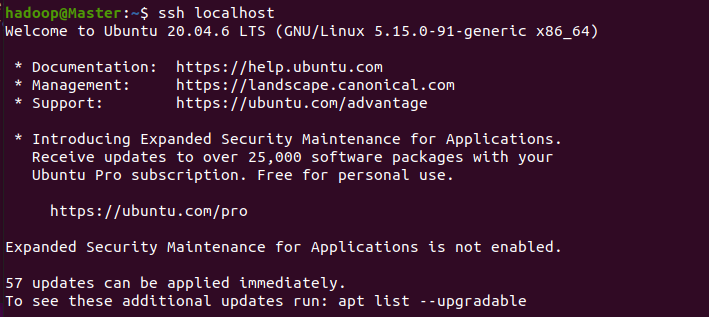 hadoop@Master:~$ ssh localhost
Welcome to Ubuntu 20.04.6 LTS (GNU/Linux 5.15.0-91-generic x86_64)
* Documentation:  https://help.ubuntu.com
* Management:     https://landscape.canonical.com
* Support:        https://ubuntu.com/advantage
* Introducing Expanded Security Maintenance for Applications.
Receive updates to over 25,000 software packages with your
Ubuntu Pro subscription. Free for personal use.
https://ubuntu.com/pro
Expanded Security Maintenance for Applications is not enabled.
57 updates can be applied immediately.
To see these additional updates run: apt list --upgradable